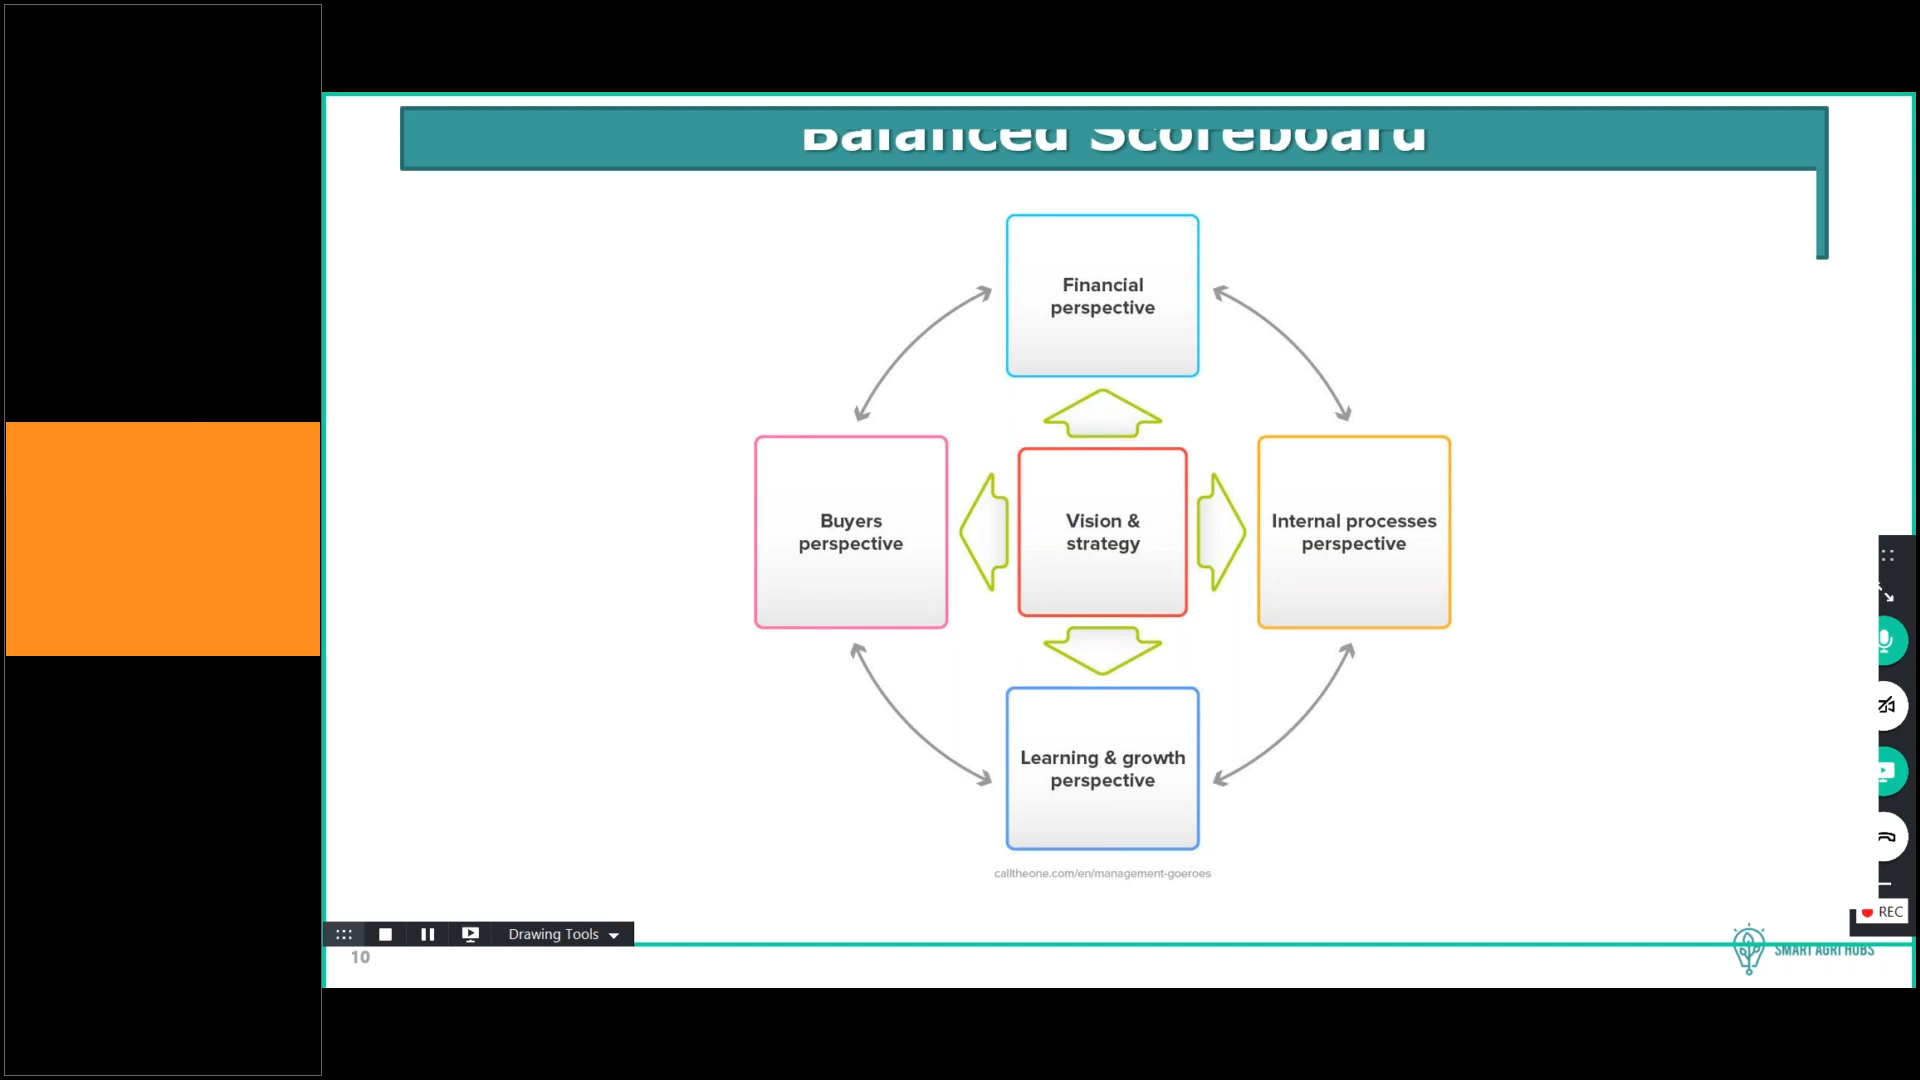 Balanced Scoreboard
Financial
perspective
Buyers
perspective
Vision &
strategy
Internal processes
perspective
Learning & growth
perspective
calltheone.com/en/management-goeroes
REC
Drawing Tools
10
SMART AGRI HUBS